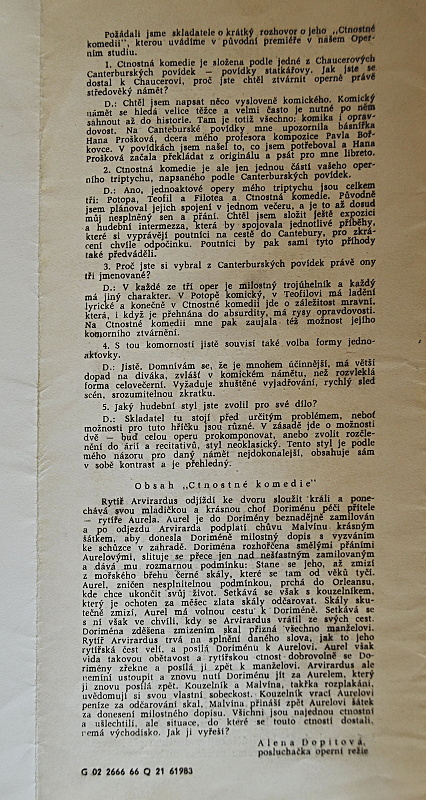 Požádali jsme skladatele o krátký rozhovor o jeho „Ctnostné
komedii", kterou uvádíme v původní premiéře v našem Oper-
ním studiu.
1. Ctnostná komedie je složena podle jedné z Chaucerových
Canterburských povídek – povídky statkářovy. Jak jste se
dostal k Chaucerovi, proč jste chtěl ztvárnit operně právě
středověký námět?
D.: Chtěl jsem napsat něco vysloveně komického. Komický
námět se hledá velice těžce a velmi často je nutné po něm
sáhnout až do historie. Tam je totiž všechno: komika i oprav-
dovost. Na Canterburské povídky mne upozornila básnířka
Hana Prošková, dcera mého profesora kompozice Pavla Boř-
kovce. V povídkách jsem našel to, co jsem potřeboval a Hana
Prošková začala překládat z originálu a psát pro mne libreto.
2. Ctnostná komedie je ale jen jednou částí vašeho oper-
ního triptychu, napsaného podle Canterburských povídek.
D.: Ano, jednoaktové opery mého triptychu jsou celkem
tři: Potopa, Teofil a Filotea a Ctnostná komedie. Původně
jsem plánoval jejich spojení v jednom večeru, a je to až dosud
můj nesplněný sen a přání. Chtěl jsem složit ještě expozici
a hudební intermezza, která by spojovala jednotlivé příběhy,
které si vyprávějí poutníci na cestě do Cantebury, pro zkrá-
cení chvíle odpočinku. Poutníci by pak sami tyto příhody
také předváděli.
3. Proč jste si vybral z Canterburských povídek právě ony
tři jmenované?
D.: V každé ze tří oper je milostný trojúhelník a každý
má jiný charakter. V Potopě komický, v Teofilovi má ladění
lyrické a konečně v Ctnostné komedii jde o záležitost mravní,
která, i když je přehnána do absurdity, má rysy opravdovosti.
Na Ctnostné komedii mne pak zaujala též možnost jejího
komorního ztvárnění.
4. S tou komorností jistě souvisí také volba formy jedno-
aktovky.
D.: Jistě. Domnívám se, že je mnohem účinnější, má větší
dopad na diváka, zvlášť v komickém námětu, než rozvleklá
forma celovečerní. Vyžaduje zhuštěné vyjadřování, rychlý sled
scén, srozumitelnou zkratku.
5. Jaký hudební styl jste zvolil pro své dílo?
D.: Skladatel tu stojí před určitým problémem, neboť
možnosti pro tuto hříčku jsou různé. V zásadě jde o možnosti
dvě – buď celou operu prokomponovat, anebo zvolit rozčle-
nění do árií a recitativů, styl neoklasický. Tento styl je podle
mého názoru pro daný námět nejdokonalejší, obsahuje sám
v sobě kontrast a je přehledný.
Obsah „Ctnostné komedie"
Rytíř Arvirardus odjíždí ke dvoru sloužit králi a pone-
chává svou mladičkou a krásnou choť Dorimény péči přítele
– rytíře Aurela. Aurel je do Dorimény beznadějně zamilován
a po odjezdu Arvirarda podplatí chůvu Malvínu krásným
šátkem, aby donesla Doriméně milostný dopis s vyzváním
ke schůzce v zahradě. Doriména rozhořčena smělými přáními
Aurelovými, slituje se přece jen nad nešťastným zamilovaným
a dává mu rozmarnou podmínku: Stane se jeho, až zmizí
z mořského břehu černé skály, které se tam od věků tyčí.
Aurel, zničen nesplnitelnou podmínkou, prchá do Orleansu,
kde chce ukončit svůj život. Setkává se však s kouzelníkem,
který je ochoten za měšec zlata skály odčarovat. Skály sku-
tečně zmizí, Aurel má volnou cestu k Doriméně. Setkává se
s ní však ve chvíli, kdy se Arvirardus vrátil ze svých cest.
Doriména zděšena zmizením skal přizná všechno manželovi.
Rytíř Arvirardus trvá na splnění daného slova, jak to jeho
rytířská čest velí, a posílá Doriménu k Aurelovi. Aurel však
vida takovou obětavost a rytířskou ctnost dobrovolně se Do-
rimény zřekne a posílá ji zpět k manželovi. Arvirardus ale
nemíní ustoupit a znovu nutí Doriménu jít za Aurelem, který
ji znovu posílá zpět. Kouzelník a Malvína, takřka rozplakáni,
uvědomují si svou vlastní sobeckost. Kouzelník vrací Aurelovi
peníze za odčarování skal, Malvína přináší zpět Aurelovi šátek
za donesení milostného dopisu. Všichni jsou najednou ctnostní
a ušlechtilí, ale situace, do které se touto ctností dostali,
nemá východisko. Jak ji vyřeší?
Alena Dopitová,
posluchačka operní režie
G 02 2666 66 Q 21 61983